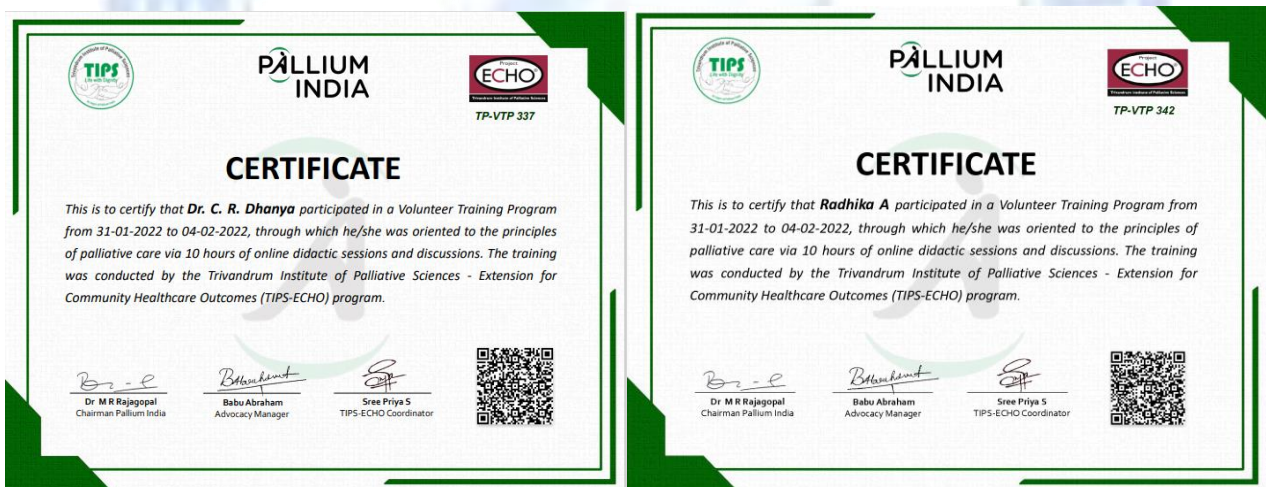 TIPS
Life with Dignity
PALLIUM
INDIA
Project
ECHO
Trivandrum Institute of Palliative Sciences
TP-VTP 337
CERTIFICATE
This is to certify that Dr. C. R. Dhanya participated in a Volunteer Training Program
from 31-01-2022 to 04-02-2022, through which he/she was oriented to the principles
of palliative care via 10 hours of online didactic sessions and discussions. The training
was conducted by the Trivandrum Institute of Palliative Sciences - Extension for
Community Healthcare Outcomes (TIPS-ECHO) program.
Dr M R Rajagopal
Chairman Pallium India
Babu Abraham
Advocacy Manager
Sree Priya S
TIPS-ECHO Coordinator
TIPS
Life with Dignity
PALLIUM
INDIA
Project
ECHO
Trivandrum Institute of Palliative Sciences
TP-VTP 342
CERTIFICATE
This is to certify that Radhika A participated in a Volunteer Training Program from
31-01-2022 to 04-02-2022, through which he/she was oriented to the principles of
palliative care via 10 hours of online didactic sessions and discussions. The training
was conducted by the Trivandrum Institute of Palliative Sciences - Extension for
Community Healthcare Outcomes (TIPS-ECHO) program.
Dr M R Rajagopal
Chairman Pallium India
Babu Abraham
Advocacy Manager
Sree Priya S
TIPS-ECHO Coordinator